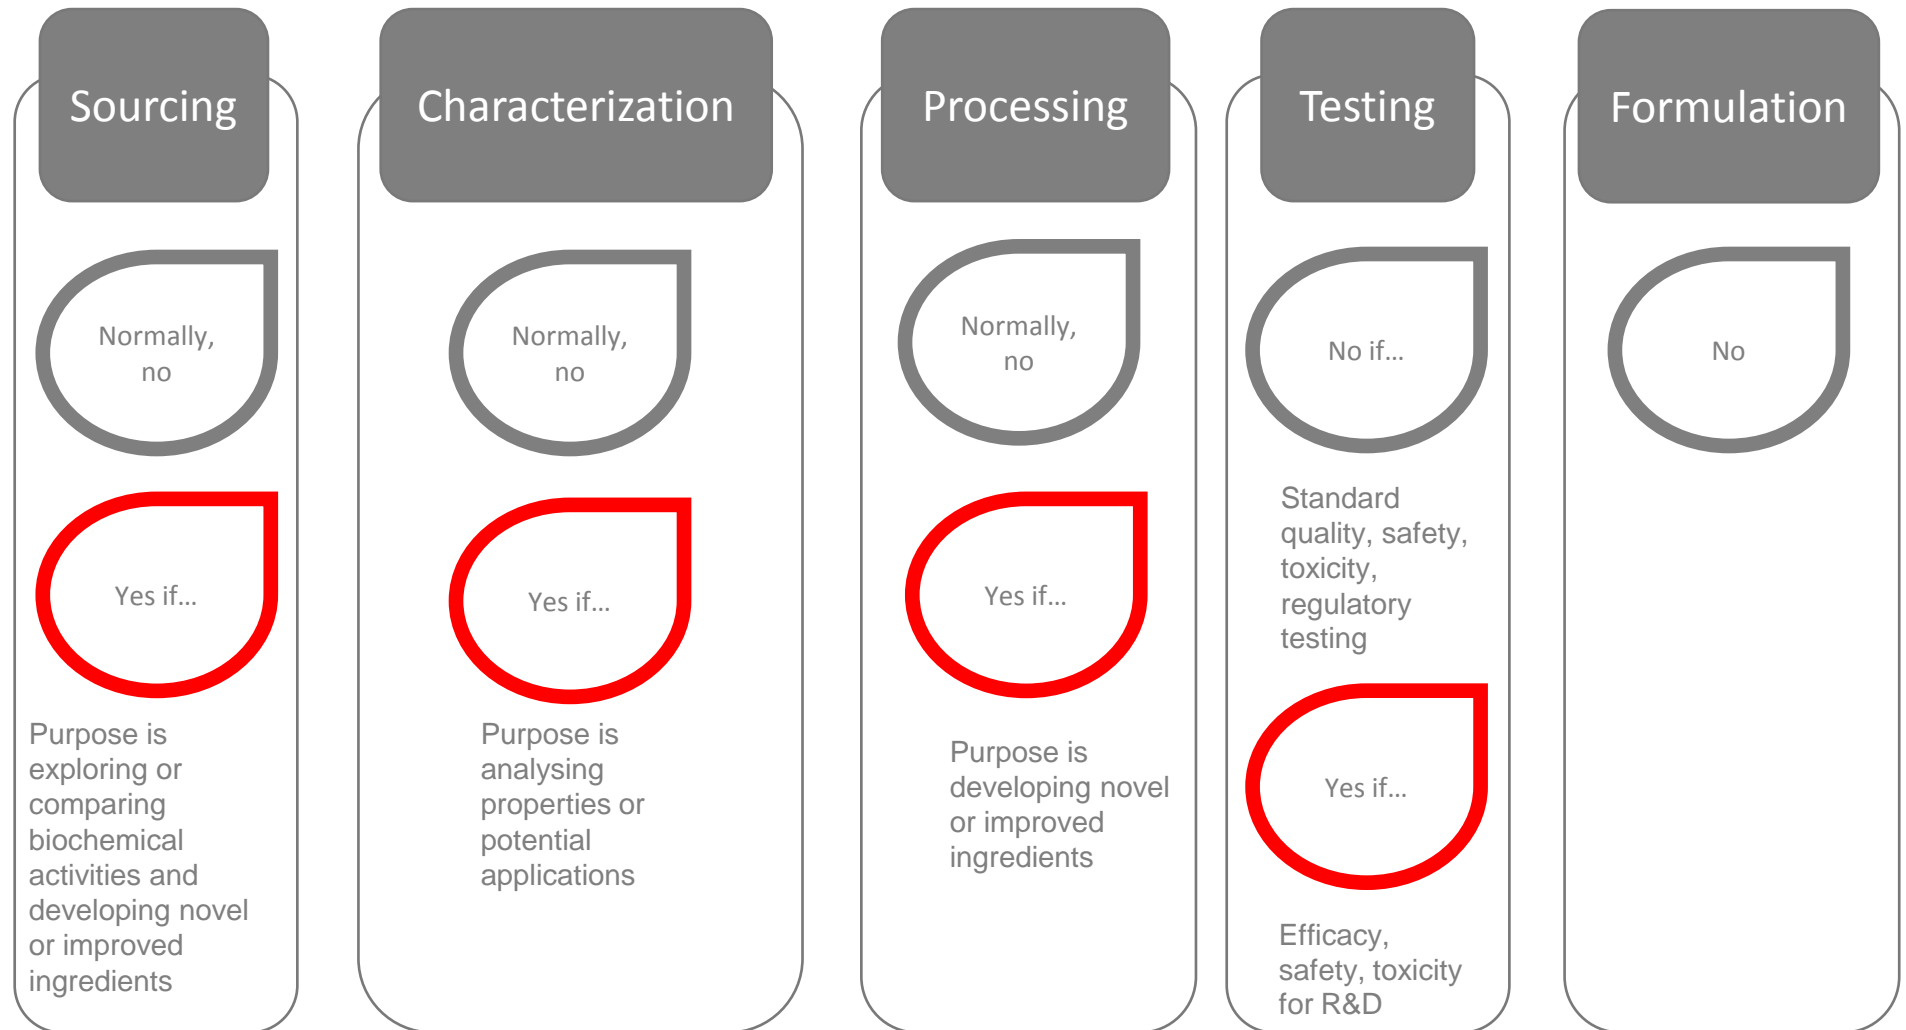 Sourcing
Normally,
no
Yes if...
Purpose is
exploring or
comparing
biochemical
activities and
developing novel
or improved
ingredients
Characterization
Normally,
no
Yes if...
Purpose is
analysing
properties or
potential
applications
Processing
Normally,
no
Yes if...
Purpose is
developing novel
or improved
ingredients
Testing
No if...
Standard
quality, safety,
toxicity,
regulatory
testing
Yes if...
Efficacy,
safety, toxicity
for R&D
Formulation
No